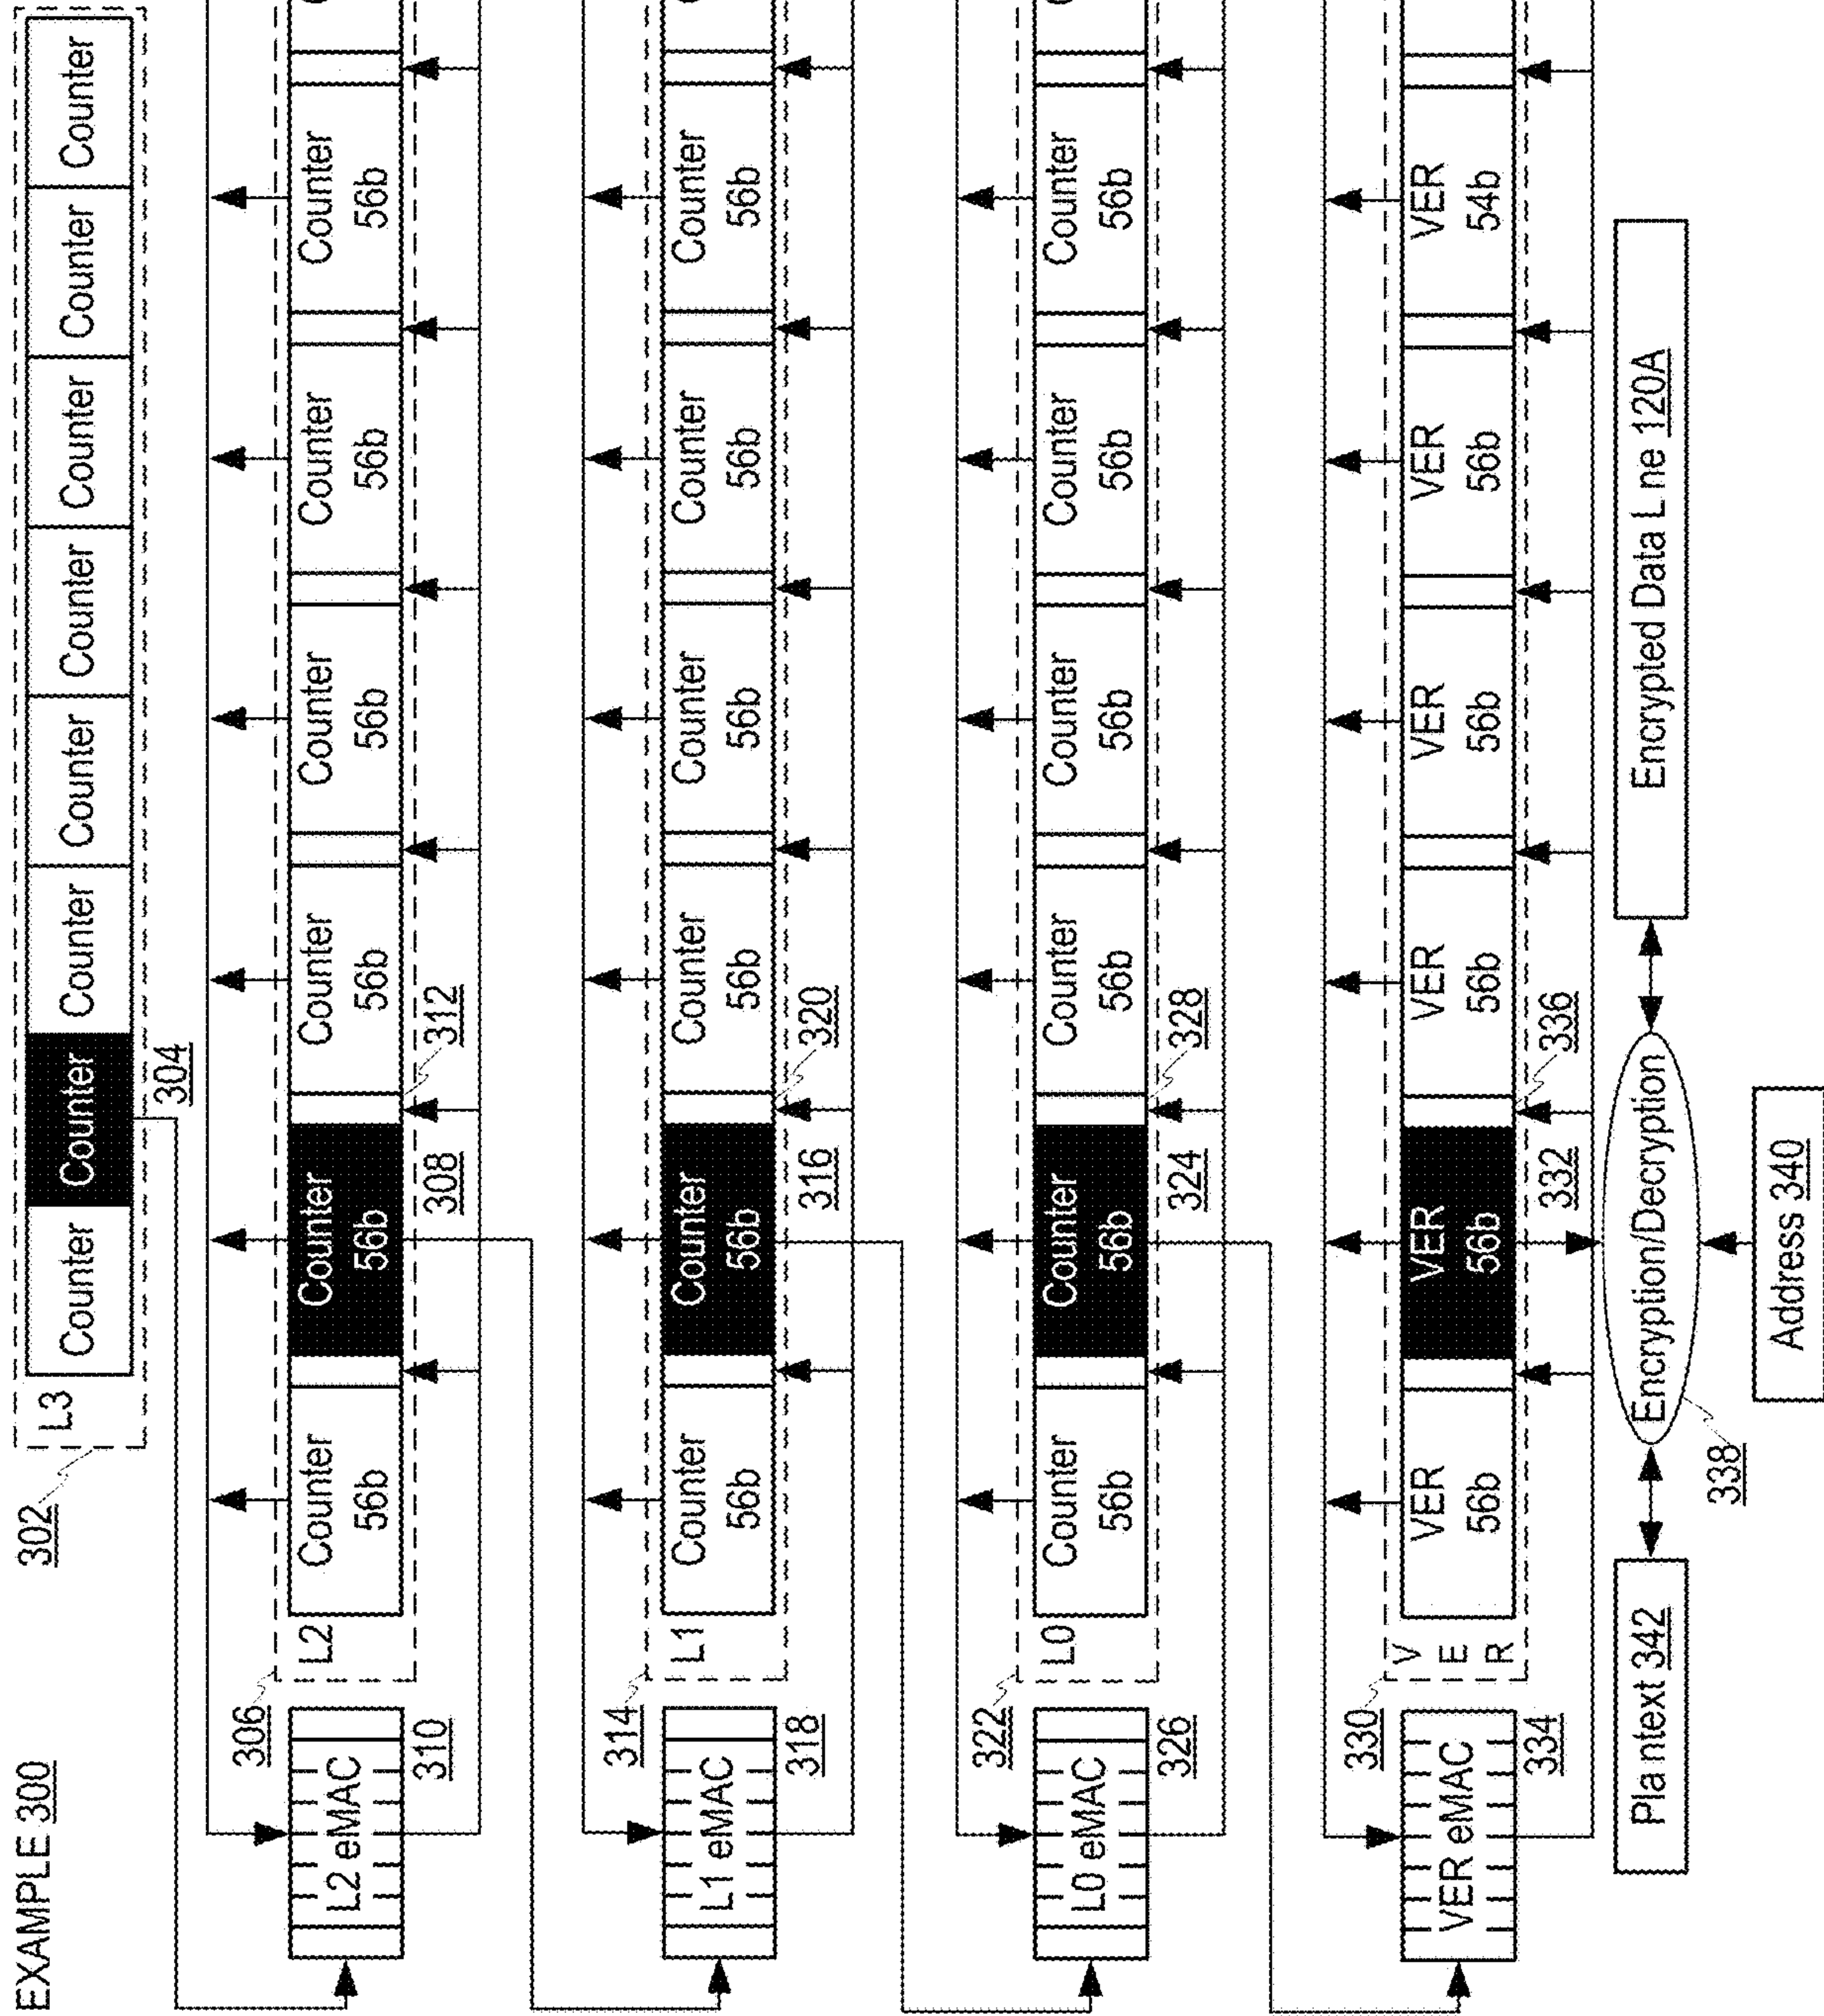 EXAMPLE 300
302
L3
Counter Counter Counter Counter Counter Counter Counter Counter
304
306
L2 eMAC
L2
Counter Counter Counter Counter Counter Counter
56b 56b 56b 56b 56b 56b
310
308
312
314
L1 eMAC
L1
Counter Counter Counter Counter Counter Counter
56b 56b 56b 56b 56b 56b
318
316
320
322
L0 eMAC
L0
Counter Counter Counter Counter Counter Counter
56b 56b 56b 56b 56b 56b
326
324
328
330
VER eMAC
V
E
R
VER VER VER VER VER VER
56b 56b 56b 56b 56b 54b
334
332
336
Pla ntext 342
Encryption/Decryption
Encrypted Data L ne 120A
338
Address 340